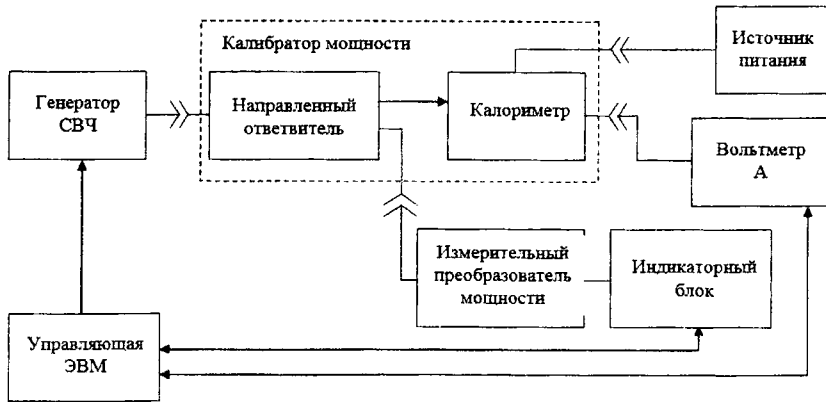 Калибратор мощности
Источник
питания
Генератор
СВЧ
Направленный
ответвитель
Калориметр
Вольтметр
А
Измерительный
преобразователь
мощности
Индикаторный
блок
Управляющая
ЭВМ